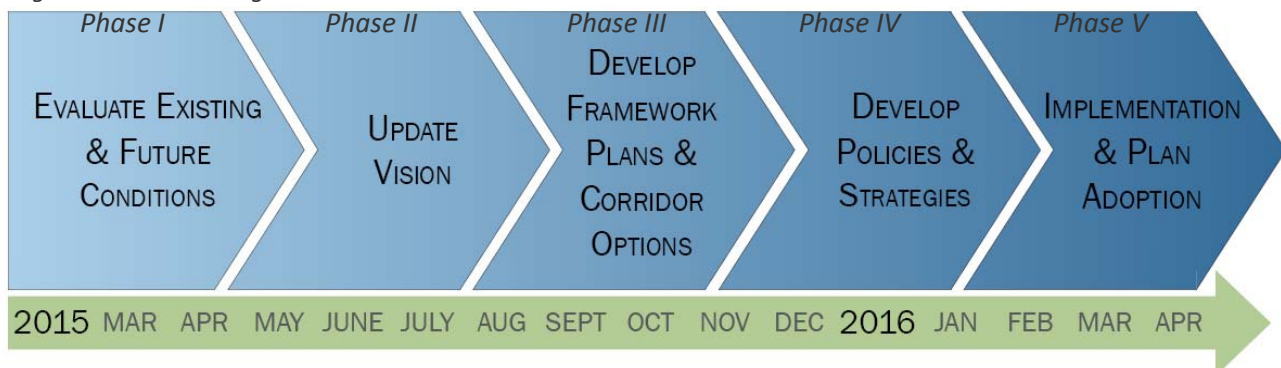 Phase I
Phase II
Phase III
Phase IV
Phase V
EVALUATE EXISTING
& FUTURE
CONDITIONS
UPDATE
VISION
DEVELOP
FRAMEWORK
PLANS &
CORRIDOR
OPTIONS
DEVELOP
POLICIES &
STRATEGIES
IMPLEMENTATION
& PLAN
ADOPTION
2015 MAR APR MAY JUNE JULY AUG SEPT OCT NOV DEC 2016 JAN FEB MAR APR